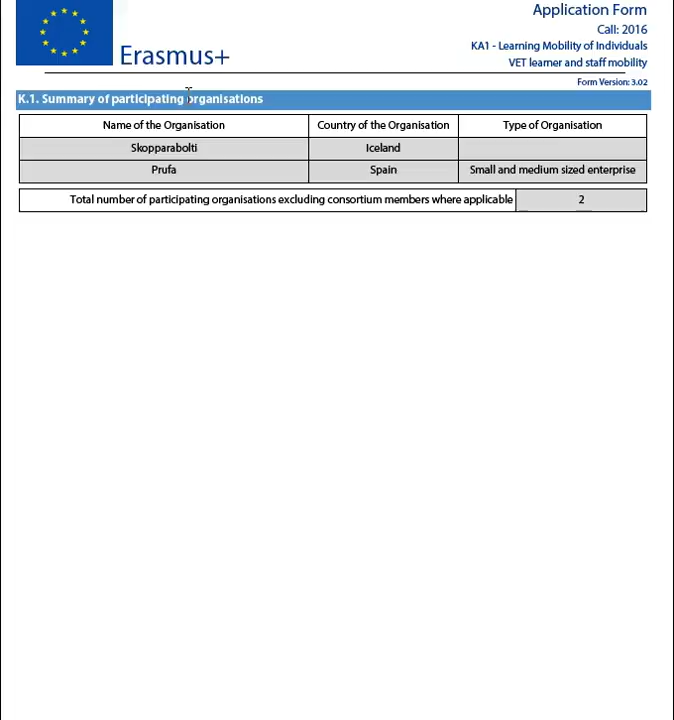 Erasmus+
Application Form
Call: 2016
KA1 - Learning Mobility of Individuals
VET learner and staff mobility
Form Version: 3.02
K.1. Summary of participating organisations
Name of the Organisation Country of the Organisation Type of Organisation
Skopparabolti Iceland
Prufa Spain Small and medium sized enterprise
Total number of participating organisations excluding consortium members where applicable 2